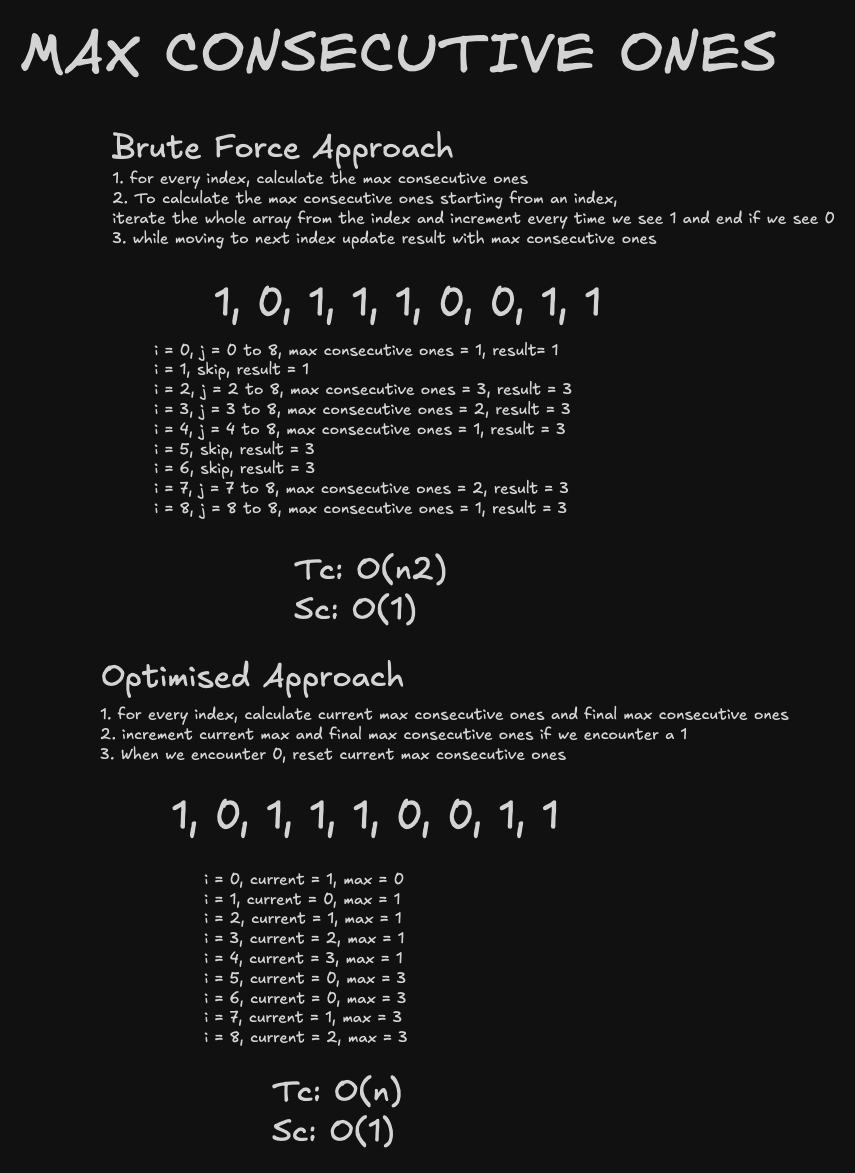 MAX CONSECUTIVE ONES
Brute Force Approach
1. for every index, calculate the max consecutive ones
2. To calculate the max consecutive ones starting from an index,
iterate the whole array from the index and increment every time we see 1 and end if we see 0
3. while moving to next index update result with max consecutive ones
1, 0, 1, 1, 1, 0, 0, 1, 1
i = 0, j = 0 to 8, max consecutive ones = 1, result= 1
i = 1, skip, result = 1
i = 2, j = 2 to 8, max consecutive ones = 3, result = 3
i = 3, j = 3 to 8, max consecutive ones = 2, result = 3
i = 4, j = 4 to 8, max consecutive ones = 1, result = 3
i = 5, skip, result = 3
i = 6, skip, result = 3
i = 7, j = 7 to 8, max consecutive ones = 2, result = 3
i = 8, j = 8 to 8, max consecutive ones = 1, result = 3
Tc: O(n2)
Sc: O(1)
Optimised Approach
1. for every index, calculate current max consecutive ones and final max consecutive ones
2. increment current max and final max consecutive ones if we encounter a 1
3. When we encounter 0, reset current max consecutive ones
1, 0, 1, 1, 1, 0, 0, 1, 1
i = 0, current = 1, max = 0
i = 1, current = 0, max = 1
i = 2, current = 1, max = 1
i = 3, current = 2, max = 1
i = 4, current = 3, max = 1
i = 5, current = 0, max = 3
i = 6, current = 0, max = 3
i = 7, current = 1, max = 3
i = 8, current = 2, max = 3
Tc: O(n)
Sc: O(1)